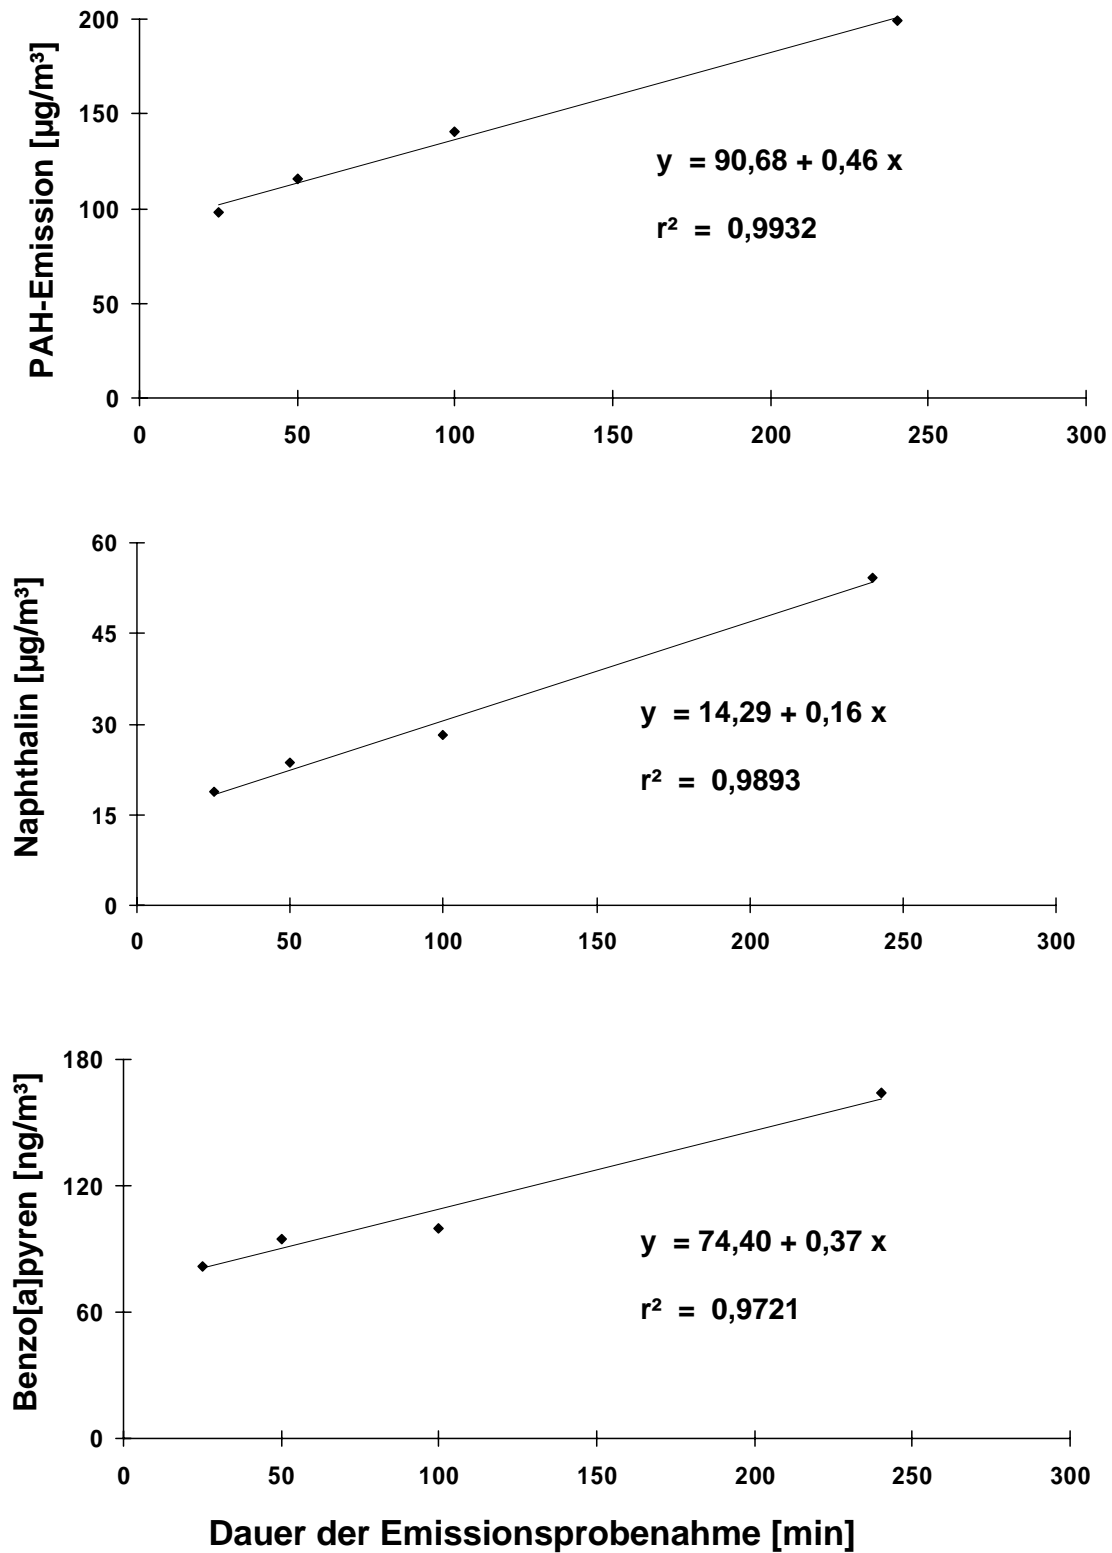 PAH-Emission [µg/m³]
200
150
100
50
0
y = 90,68 + 0,46 x
r² = 0,9932
0 50 100 150 200 250 300
Naphthalin [µg/m³]
60
45
30
15
0
y = 14,29 + 0,16 x
r² = 0,9893
0 50 100 150 200 250 300
Benzo[a]pyren [ng/m³]
180
120
60
0
y = 74,40 + 0,37 x
r² = 0,9721
0 50 100 150 200 250 300
Dauer der Emissionsprobenahme [min]